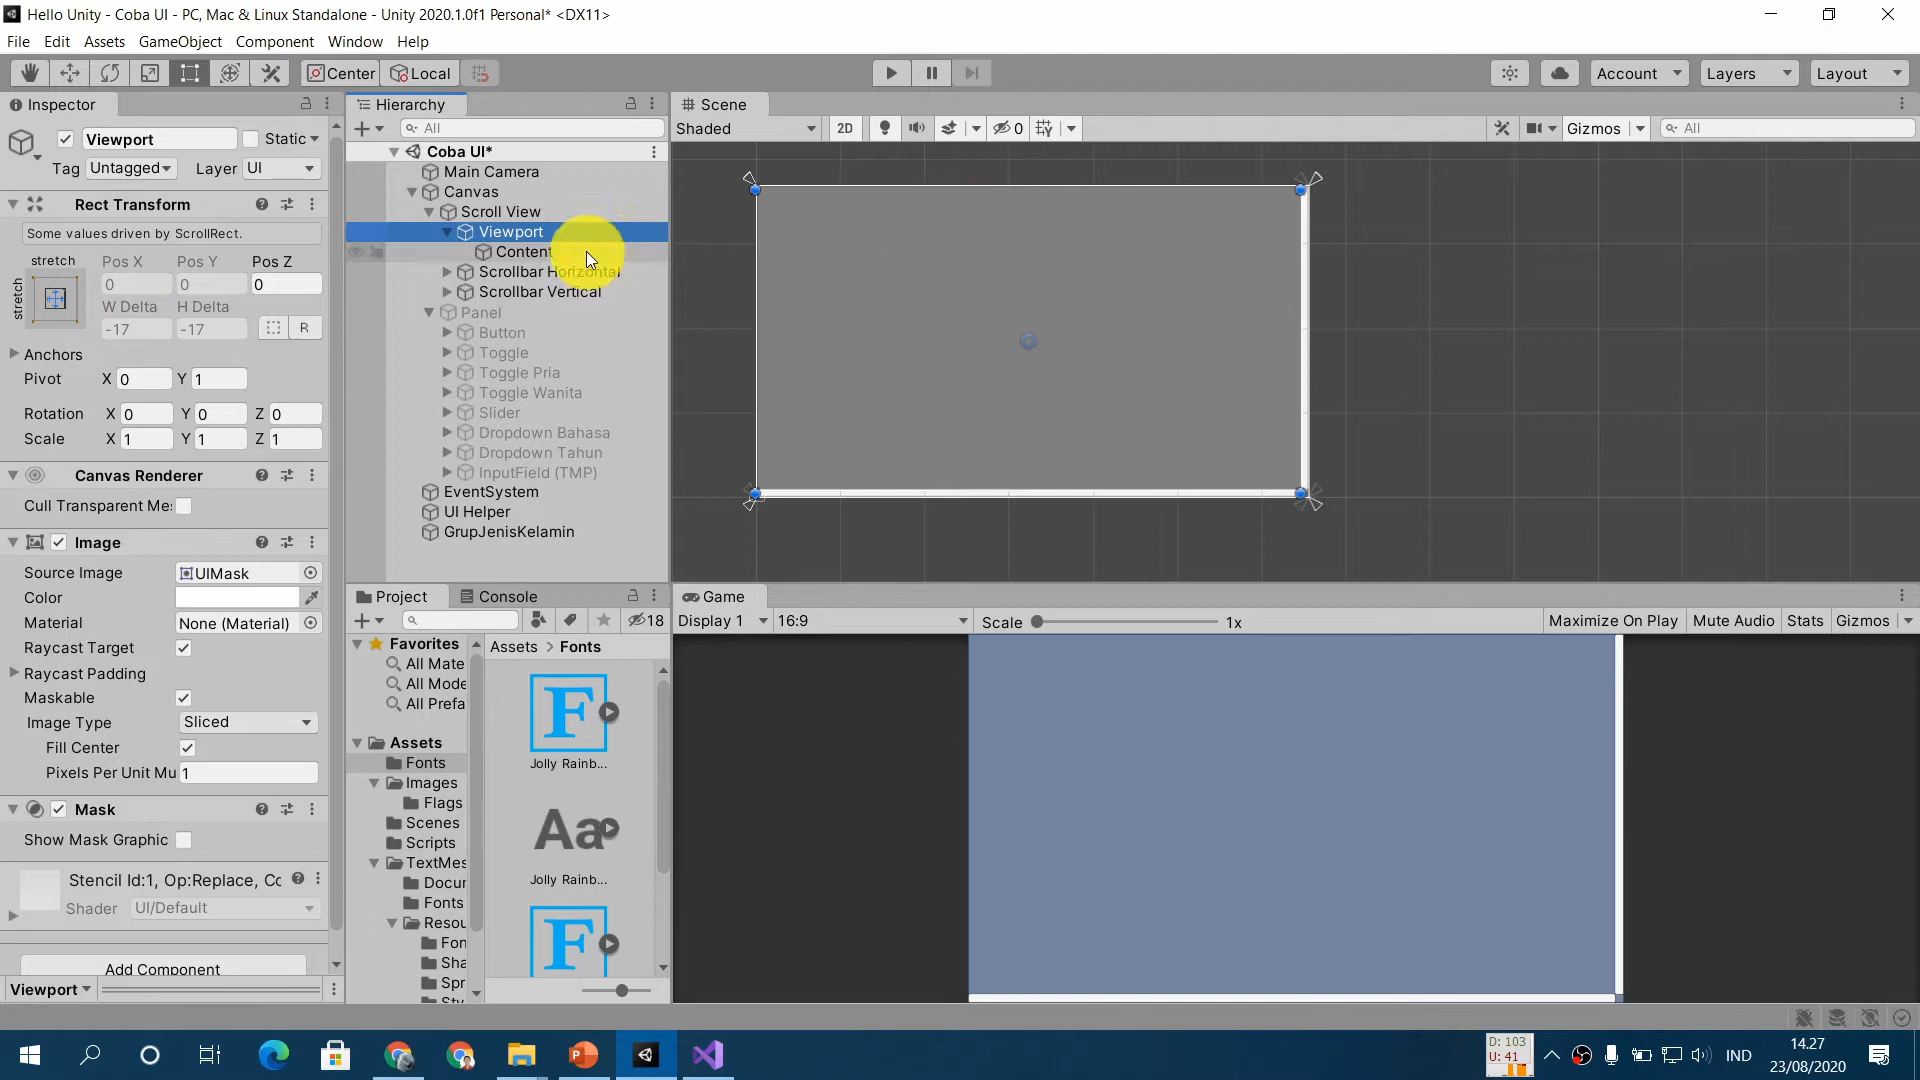 Hello Unity - Coba UI - PC, Mac & Linux Standalone - Unity 2020.1.0f1 Personal* <DX11>
File Edit Assets GameObject Component Window Help
Center Local Account Layers Layout
Inspector
Viewport Static
Tag Untagged Layer UI
Rect Transform
Some values driven by ScrollRect.
stretch Pos X Pos Y Pos Z
stretch 0 0 0
W Delta H Delta
-17 -17 R
Anchors
Pivot X 0 Y 1
Rotation X 0 Y 0 Z 0
Scale X 1 Y 1 Z 1
Canvas Renderer
Cull Transparent Me
Image
Source Image UIMask
Color
Material None (Material)
Raycast Target
Raycast Padding
Maskable
Image Type Sliced
Fill Center
Pixels Per Unit Mu 1
Mask
Show Mask Graphic
Stencil Id:1, Op:Replace, Cc
Shader UI/Default
Add Component
Viewport
Hierarchy
All
Coba UI*
Main Camera
Canvas
Scroll View
Viewport
Content
Scrollbar Horizontal
Scrollbar Vertical
Panel
Button
Toggle
Toggle Pria
Toggle Wanita
Slider
Dropdown Bahasa
Dropdown Tahun
InputField (TMP)
EventSystem
UI Helper
GrupJenisKelamin
Scene
Shaded 2D 0 Gizmos All
Project Console
18
Favorites
All Mate
All Mode
All Prefa
Assets
Fonts
Images
Flags
Scenes
Scripts
TextMes
Docur
Fonts
Resou
Fon
Sha
Spr
Sty
Assets > Fonts
F
Jolly Rainb...
Aa
Jolly Rainb...
F
Game
Display 1 16:9 Scale 1x Maximize On Play Mute Audio Stats Gizmos
D: 103
U: 41
IND
14.27
23/08/2020